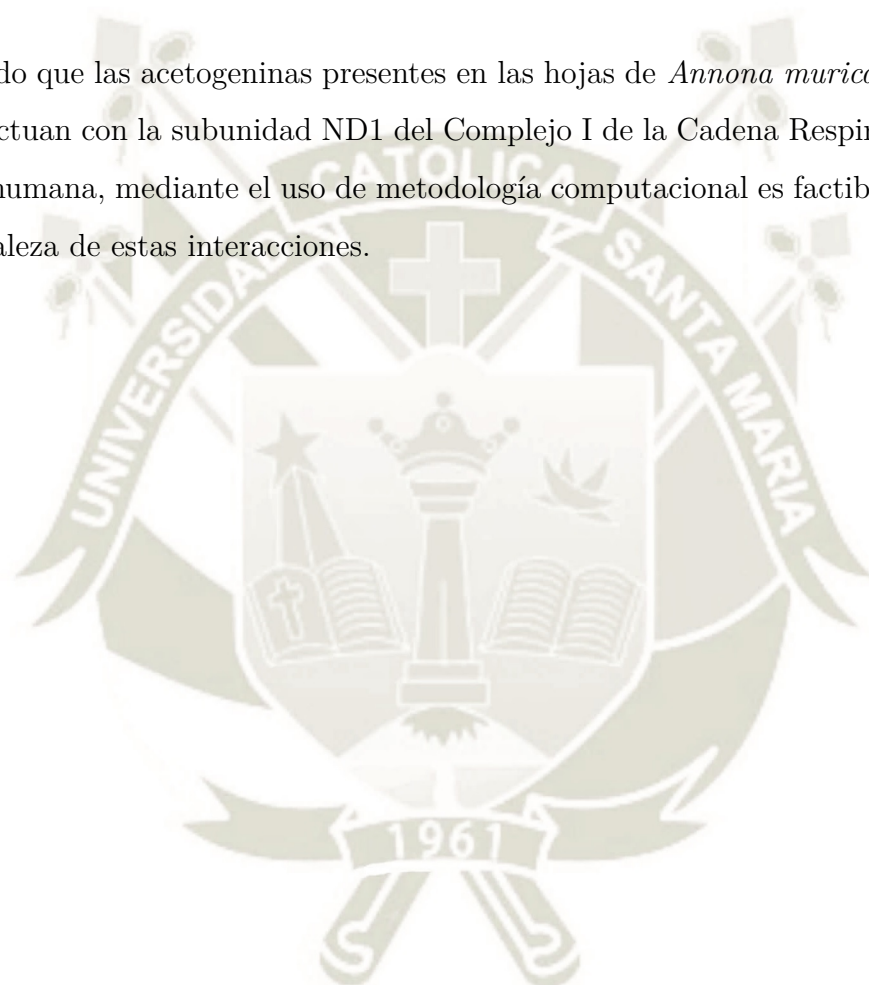 do que las acetogeninas presentes en las hojas de Annona muric
ctuan con la subunidad ND1 del Complejo I de la Cadena Respi
humana, mediante el uso de metodología computacional es factib
aleza de estas interacciones.
UNIVERSIDAD CATOLICA SANTA MARIA
1961